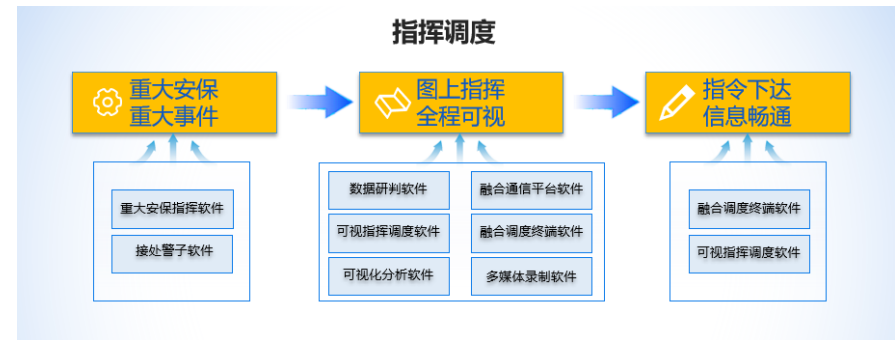 指挥调度
重大安保
重大事件
图上指挥
全程可视
指令下达
信息畅通
重大安保指挥软件
接处警子软件
数据研判软件
融合通信平台软件
可视指挥调度软件
融合调度终端软件
可视化分析软件
多媒体录制软件
融合调度终端软件
可视指挥调度软件